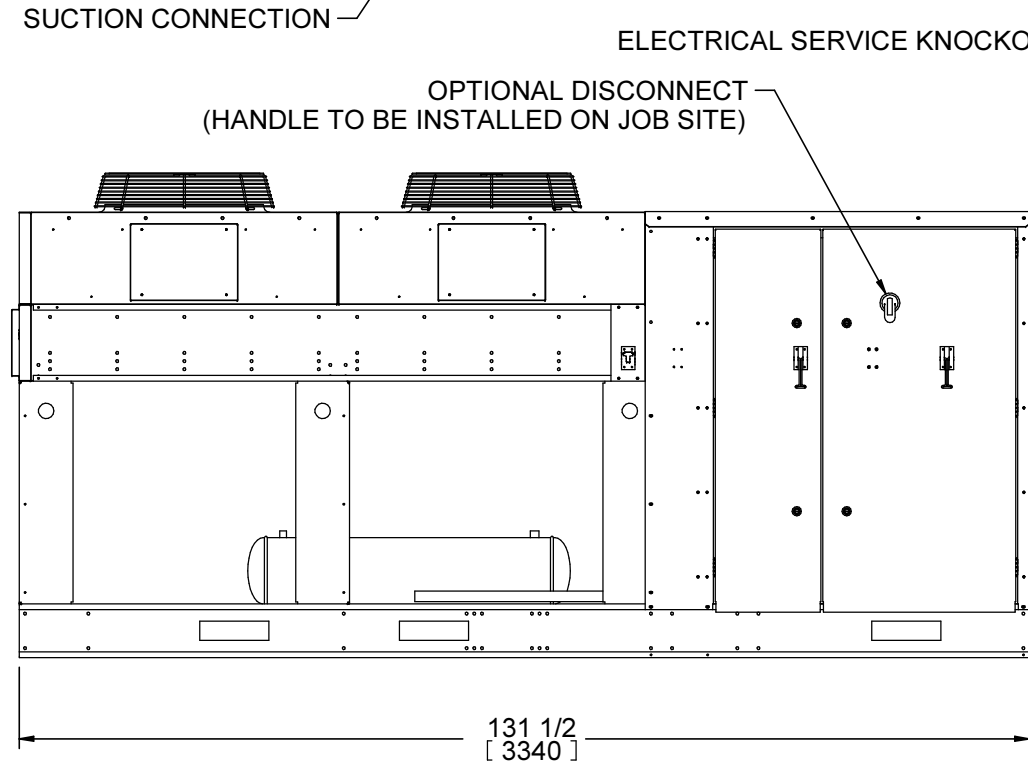 SUCTION CONNECTION
ELECTRICAL SERVICE KNOCKO
OPTIONAL DISCONNECT
(HANDLE TO BE INSTALLED ON JOB SITE)
131 1/2
[ 3340 ]